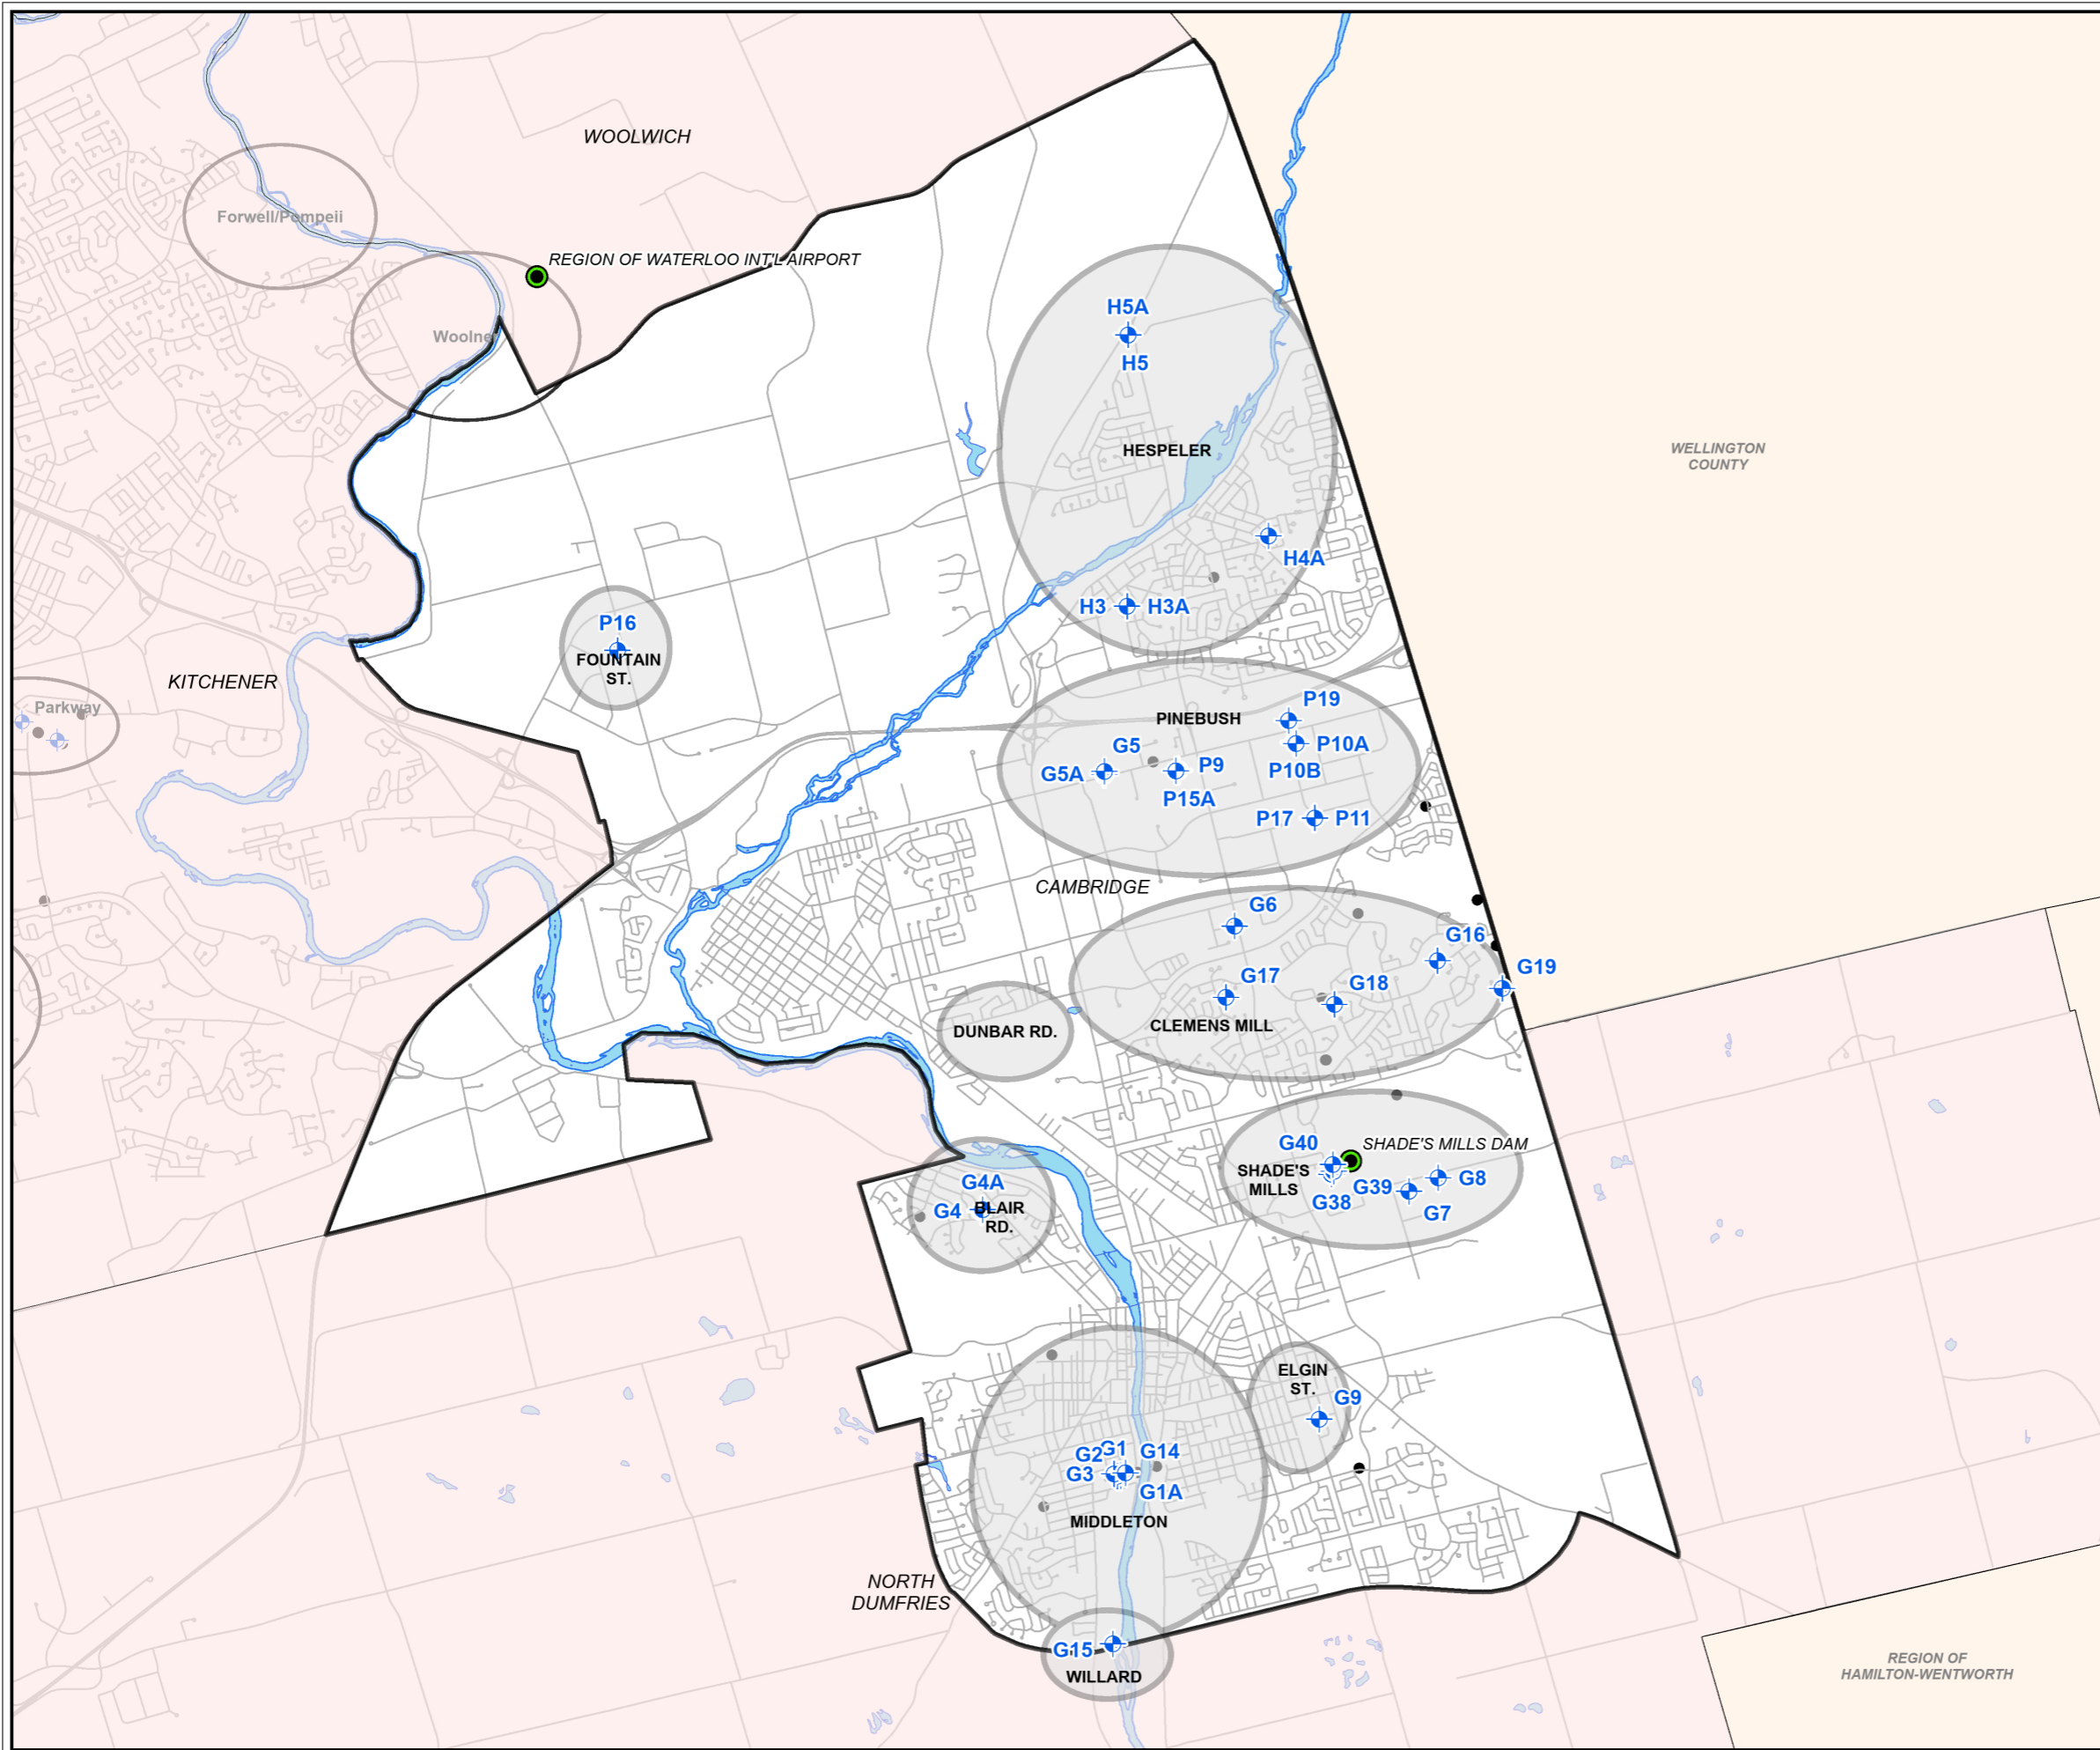 WOOLWICH
Forwell/Pompeii
REGION OF WATERLOO INT'L AIRPORT
H5A
Woolner
H5
HESPELER
WELLINGTON
COUNTY
H4A
H3
H3A
P16
FOUNTAIN
ST.
KITCHENER
Parkway
P19
PINEBUSH
G5
P10A
G5A
P9
P10B
P15A
P17
P11
CAMBRIDGE
G6
G16
G19
G17
G18
DUNBAR RD.
CLEMENS MILL
G40
SHADE'S MILLS DAM
SHADE'S
MILLS
G8
G39
G38
G7
G4A
G4
BLAIR
RD.
ELGIN
ST.
G9
G2
G1
G14
G3
G1A
MIDDLETON
NORTH
DUMFRIES
G15
WILLARD
REGION OF
HAMILTON-WENTWORTH